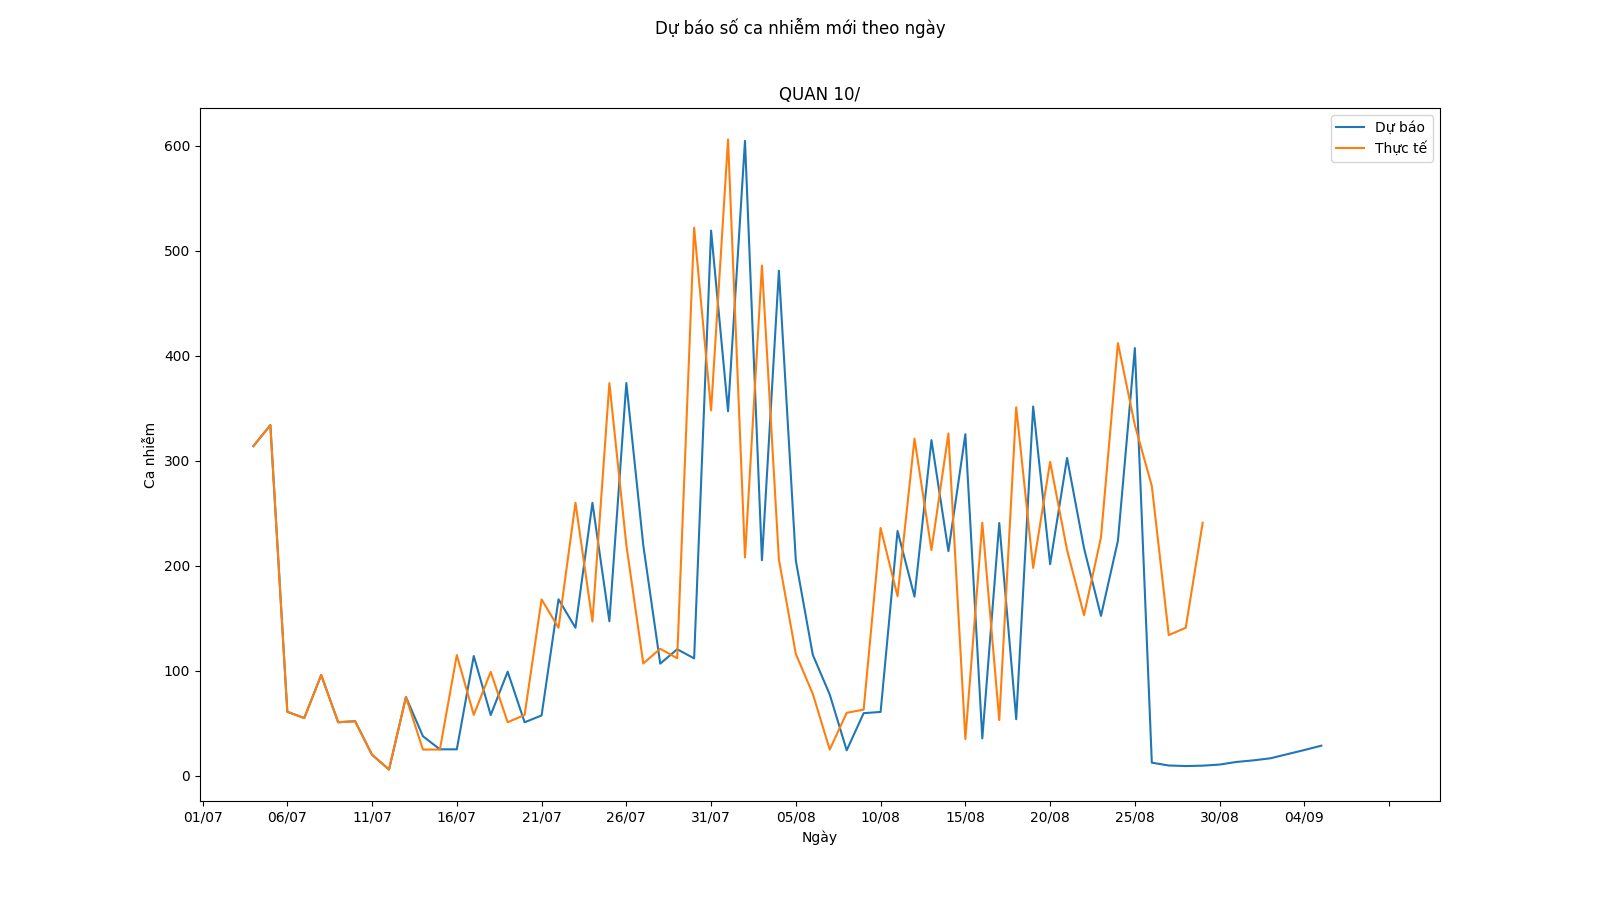 Dự báo số ca nhiễm mới theo ngày
QUAN 10/
Dự báo
Thực tế
600
500
400
300
200
100
0
Ca nhiễm
01/07 06/07 11/07 16/07 21/07 26/07 31/07 05/08 10/08 15/08 20/08 25/08 30/08 04/09
Ngày